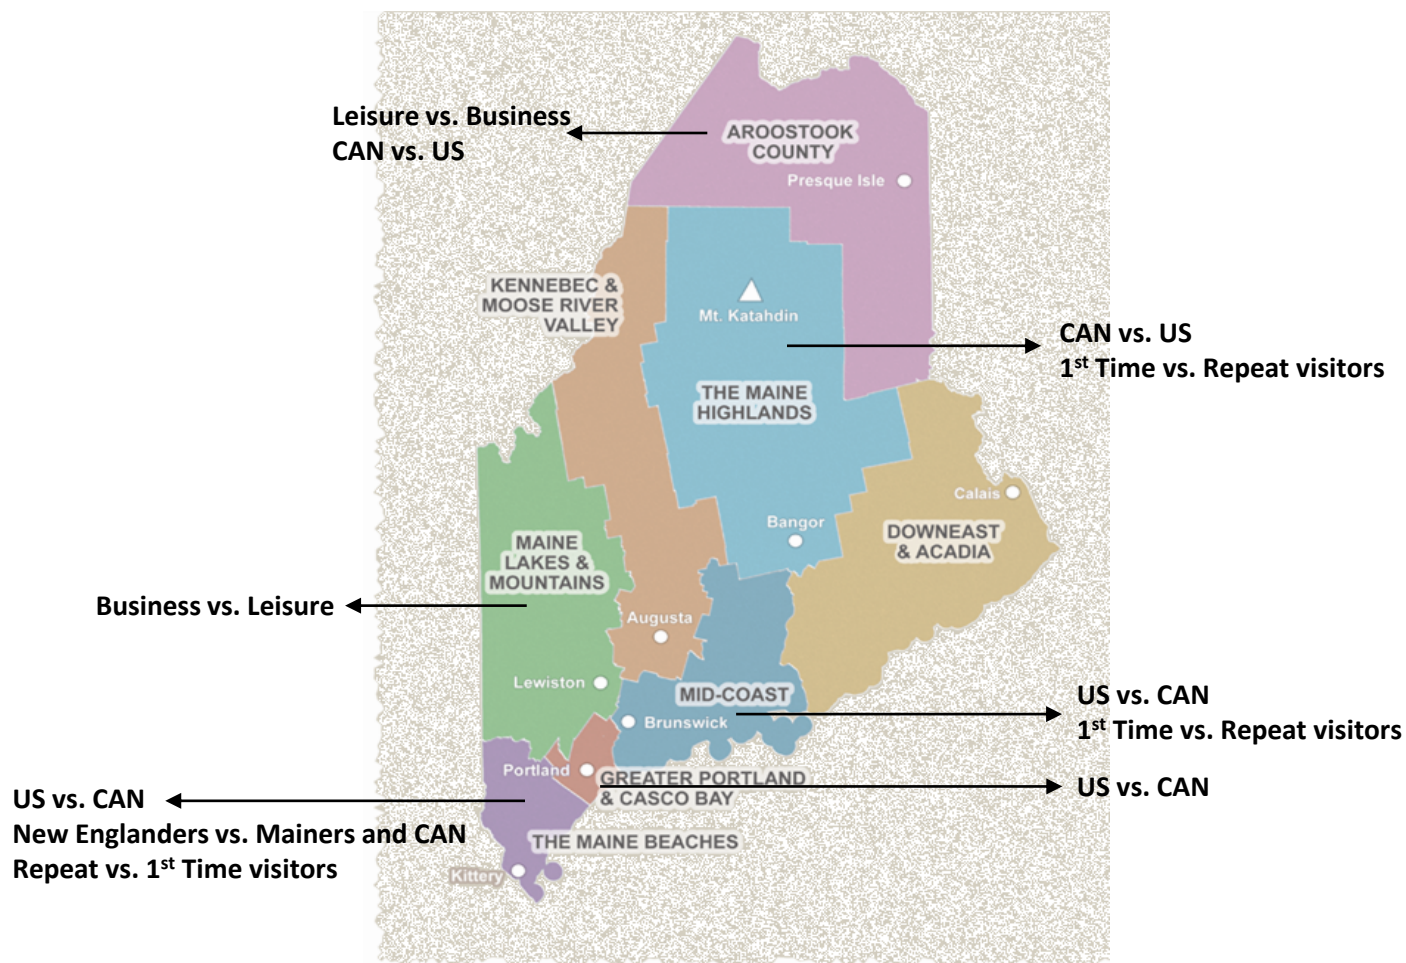 Leisure vs. Business
CAN vs. US
AROOSTOOK
COUNTY
Presque Isle
KENNEBEC &
MOOSE RIVER
VALLEY
Mt. Katahdin
CAN vs. US
1st Time vs. Repeat visitors
THE MAINE
HIGHLANDS
Calais
Bangor
DOWNEAST
& ACADIA
MAINE
LAKES &
MOUNTAINS
Business vs. Leisure
Augusta
Lewiston
MID-COAST
US vs. CAN
1st Time vs. Repeat visitors
Brunswick
Portland
GREATER PORTLAND
& CASCO BAY
US vs. CAN
US vs. CAN
New Englanders vs. Mainers and CAN
Repeat vs. 1st Time visitors
THE MAINE BEACHES
Kittery